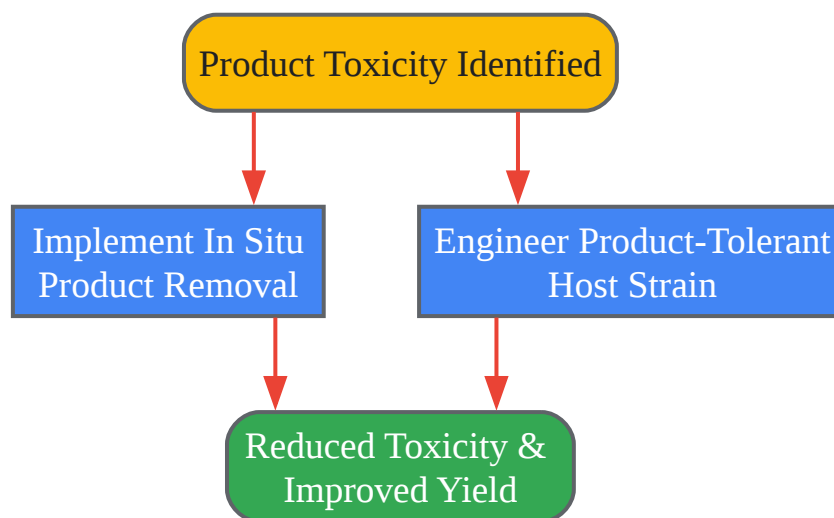 Product Toxicity Identified
Implement In Situ
Product Removal
Engineer Product-Tolerant
Host Strain
Reduced Toxicity &
Improved Yield